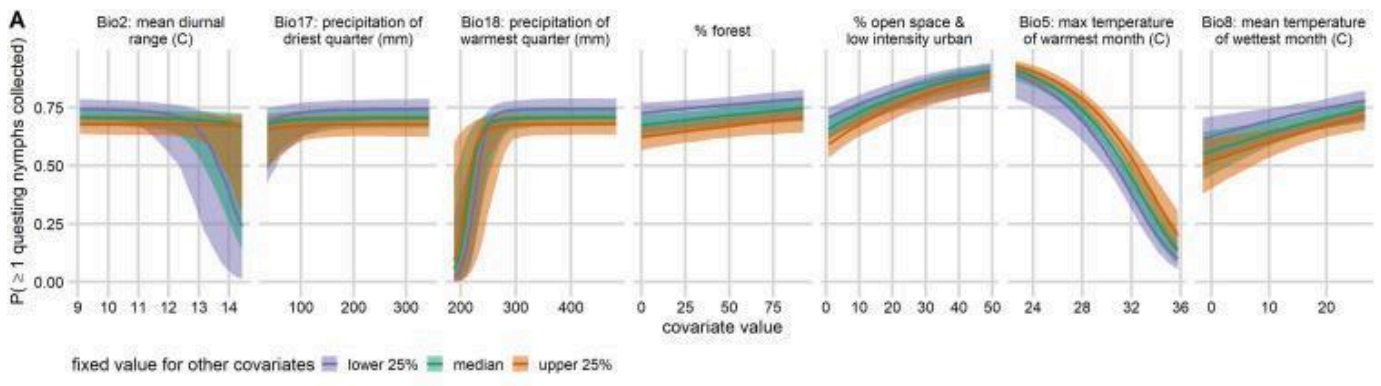 A
Bio2: mean diurnal
range (C)
Bio17: precipitation of
driest quarter (mm)
Bio18: precipitation of
warmest quarter (mm)
% forest
% open space &
low intensity urban
Bio5: max temperature
of warmest month (C)
Bio8: mean temperature
of wettest month (C)
P( ≥ 1 questing nymphs collected)
0.75
0.50
0.25
0.00
9 10 11 12 13 14
100 200 300
200 300 400
0 25 50 75
0 10 20 30 40 50
24 28 32 36
0 10 20
covariate value
fixed value for other covariates lower 25% median upper 25%